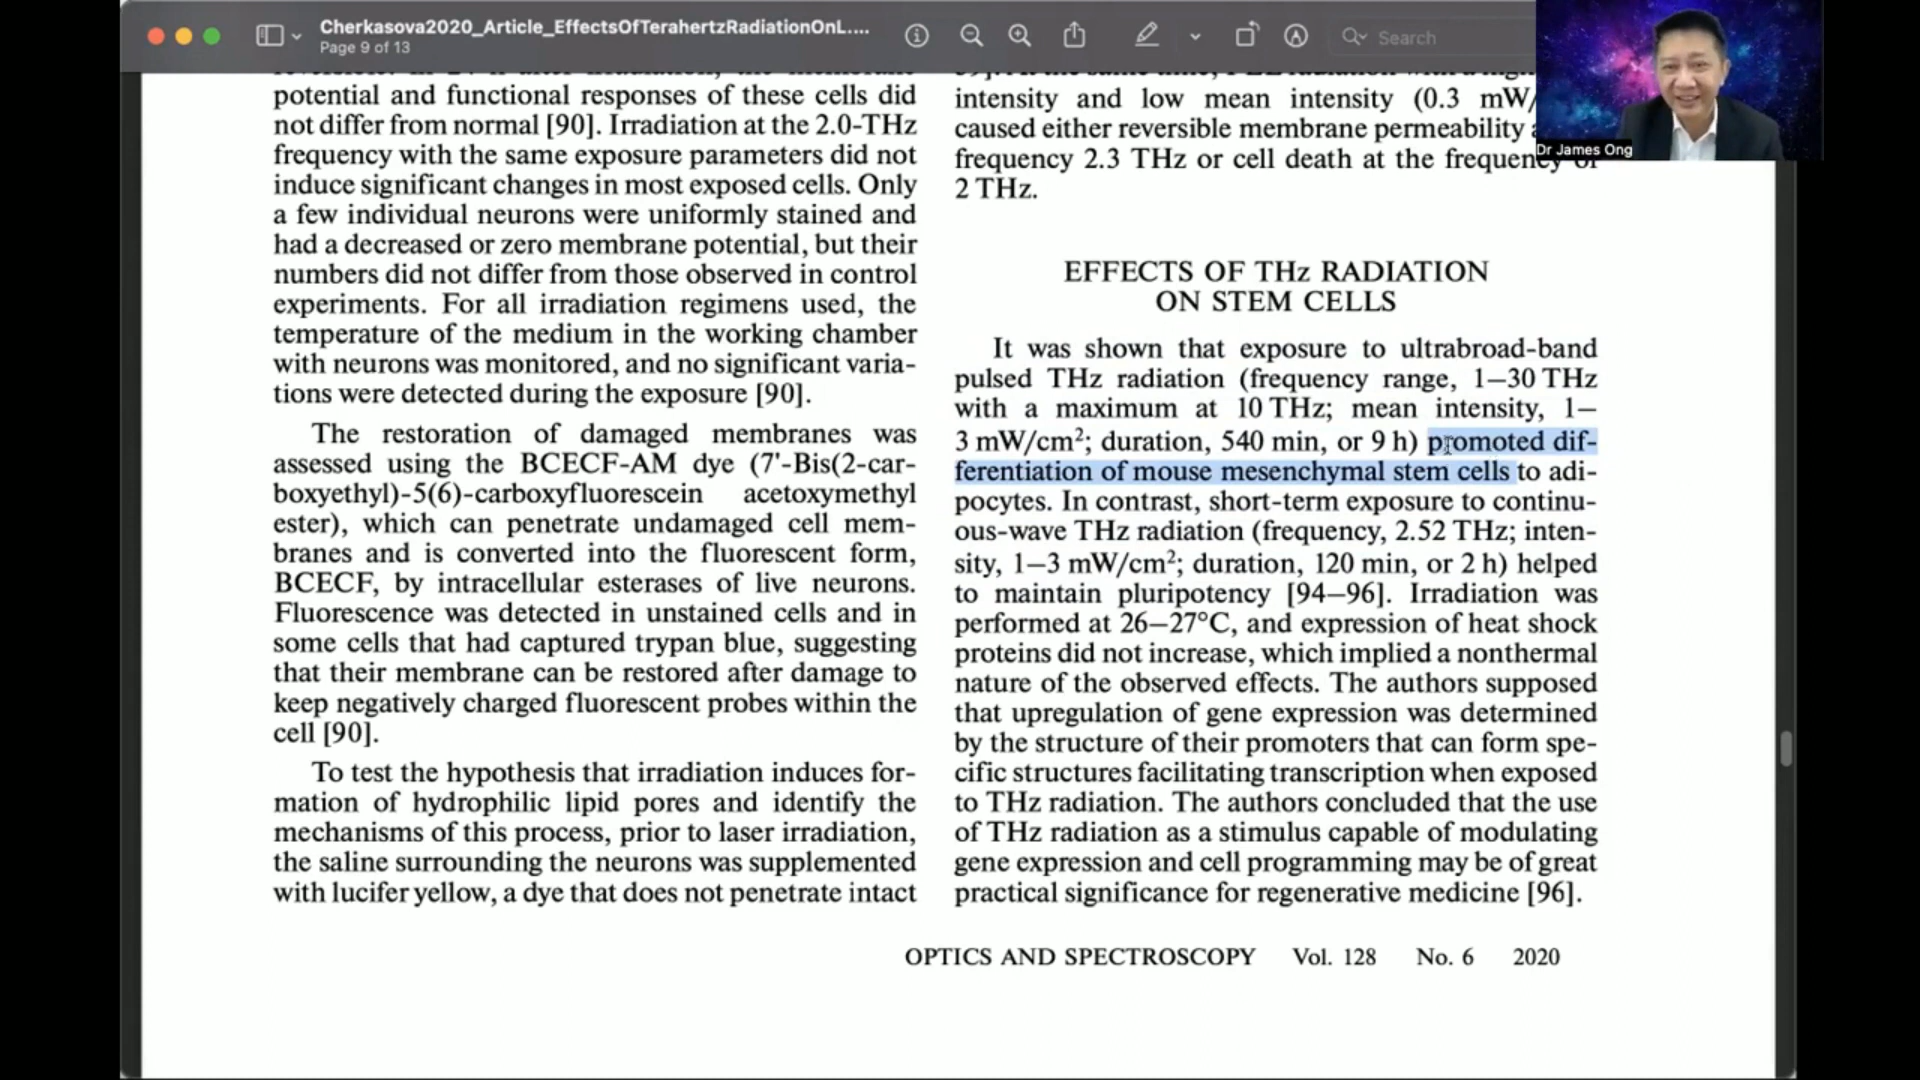 Cherkasova2020_Article_EffectsOfTerahertzRadiationOnL....
Page 9 of 13
Search
Dr James Ong
potential and functional responses of these cells did
not differ from normal [90]. Irradiation at the 2.0-THz
frequency with the same exposure parameters did not
induce significant changes in most exposed cells. Only
a few individual neurons were uniformly stained and
had a decreased or zero membrane potential, but their
numbers did not differ from those observed in control
experiments. For all irradiation regimens used, the
temperature of the medium in the working chamber
with neurons was monitored, and no significant varia-
tions were detected during the exposure [90].
The restoration of damaged membranes was
assessed using the BCECF-AM dye (7'-Bis(2-car-
boxyethyl)-5(6)-carboxyfluorescein acetoxymethyl
ester), which can penetrate undamaged cell mem-
branes and is converted into the fluorescent form,
BCECF, by intracellular esterases of live neurons.
Fluorescence was detected in unstained cells and in
some cells that had captured trypan blue, suggesting
that their membrane can be restored after damage to
keep negatively charged fluorescent probes within the
cell [90].
To test the hypothesis that irradiation induces for-
mation of hydrophilic lipid pores and identify the
mechanisms of this process, prior to laser irradiation,
the saline surrounding the neurons was supplemented
with lucifer yellow, a dye that does not penetrate intact
intensity and low mean intensity (0.3 mW/
caused either reversible membrane permeability
frequency 2.3 THz or cell death at the frequency of
2 THz.
EFFECTS OF THz RADIATION
ON STEM CELLS
It was shown that exposure to ultrabroad-band
pulsed THz radiation (frequency range, 1–30 THz
with a maximum at 10 THz; mean intensity, 1–
3 mW/cm²; duration, 540 min, or 9 h) promoted dif-
ferentiation of mouse mesenchymal stem cells to adi-
pocytes. In contrast, short-term exposure to continu-
ous-wave THz radiation (frequency, 2.52 THz; inten-
sity, 1–3 mW/cm²; duration, 120 min, or 2 h) helped
to maintain pluripotency [94–96]. Irradiation was
performed at 26–27°C, and expression of heat shock
proteins did not increase, which implied a nonthermal
nature of the observed effects. The authors supposed
that upregulation of gene expression was determined
by the structure of their promoters that can form spe-
cific structures facilitating transcription when exposed
to THz radiation. The authors concluded that the use
of THz radiation as a stimulus capable of modulating
gene expression and cell programming may be of great
practical significance for regenerative medicine [96].
OPTICS AND SPECTROSCOPY Vol. 128 No. 6 2020